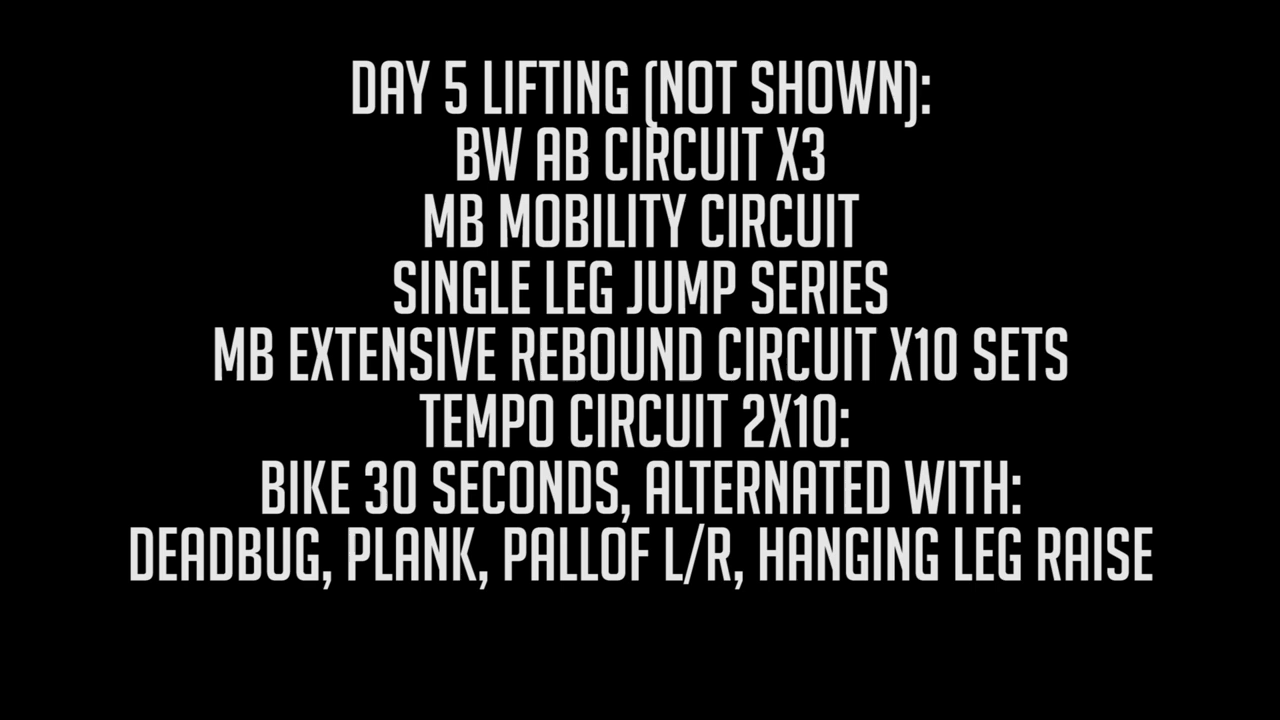 DAY 5 LIFTING (NOT SHOWN):
BW AB CIRCUIT X3
MB MOBILITY CIRCUIT
SINGLE LEG JUMP SERIES
MB EXTENSIVE REBOUND CIRCUIT X10 SETS
TEMPO CIRCUIT 2X10:
BIKE 30 SECONDS, ALTERNATED WITH:
DEADBUG, PLANK, PALLOF L/R, HANGING LEG RAISE